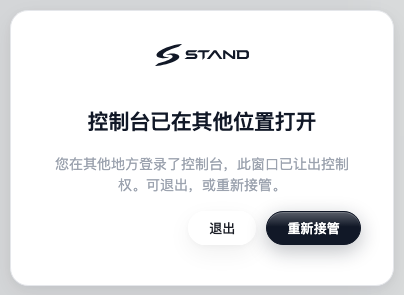 STAND
控制台已在其他位置打开
您在其他地方登录了控制台，此窗口已让出控制
权。可退出，或重新接管。
退出
重新接管